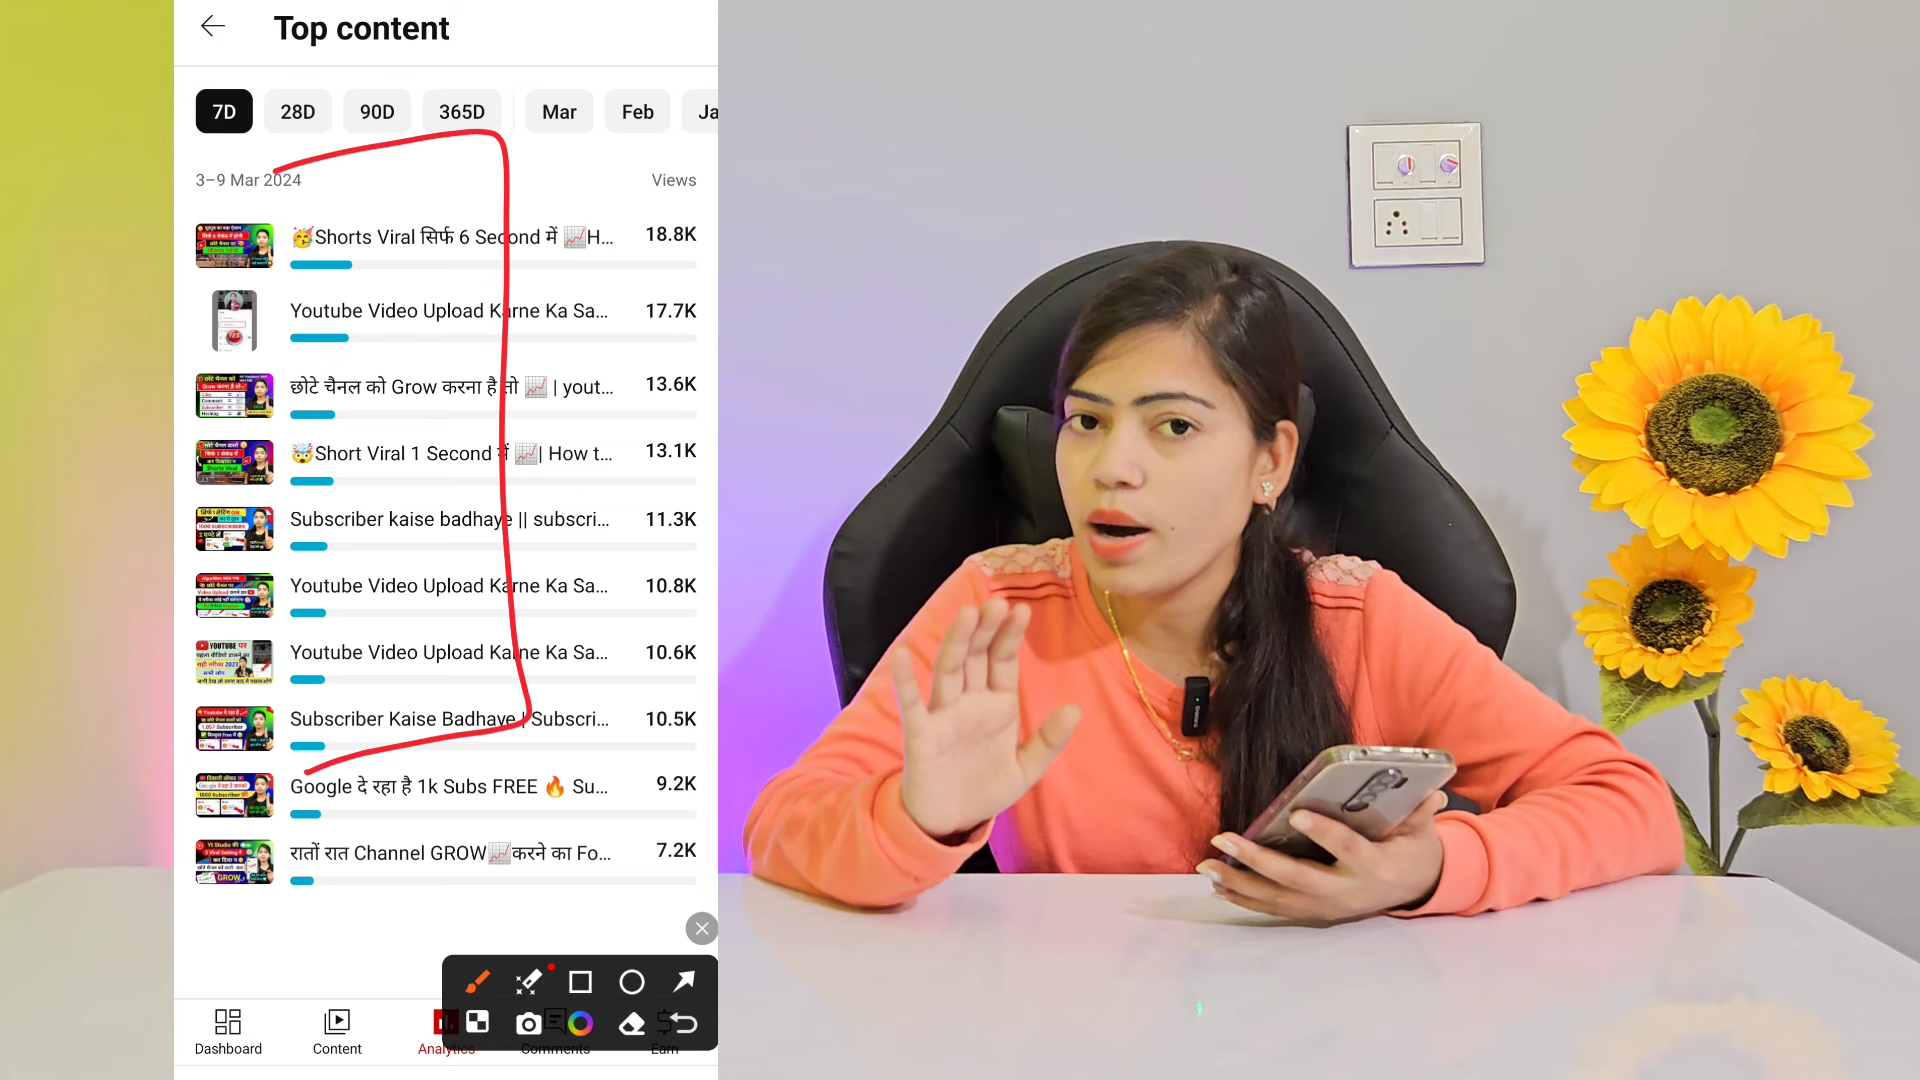 Top content
7D 28D 90D 365D Mar Feb Ja
3–9 Mar 2024 Views
🥳Shorts Viral सिर्फ 6 Second में 📈H... 18.8K
Youtube Video Upload Karne Ka Sa... 17.7K
छोटे चैनल को Grow करना है तो 📈 | yout... 13.6K
🤯Short Viral 1 Second में 📈| How t... 13.1K
Subscriber kaise badhaye || subscri... 11.3K
Youtube Video Upload Karne Ka Sa... 10.8K
Youtube Video Upload Karne Ka Sa... 10.6K
YOUTUBE पर
Subscriber Kaise Badhaye | Subscri... 10.5K
Google दे रहा है 1k Subs FREE 🔥 Su... 9.2K
रातों रात Channel GROW📈करने का Fo... 7.2K
GROW
Dashboard Content Analytics Comments Earn